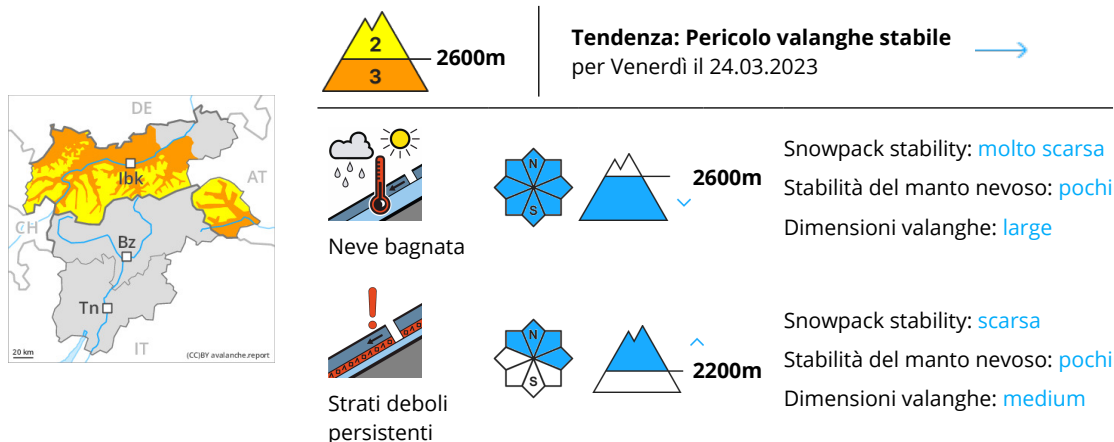 2
3
2600m
Tendenza: Pericolo valanghe stabile
per Venerdì il 24.03.2023
DE
AT
CH
IT
Ibk
Bz
Tn
20 km
(CC)BY avalanche.report
Neve bagnata
N
S
2600m
Snowpack stability: molto scarsa
Stabilità del manto nevoso: pochi
Dimensioni valanghe: large
Strati deboli
persistenti
N
S
2200m
Snowpack stability: scarsa
Stabilità del manto nevoso: pochi
Dimensioni valanghe: medium